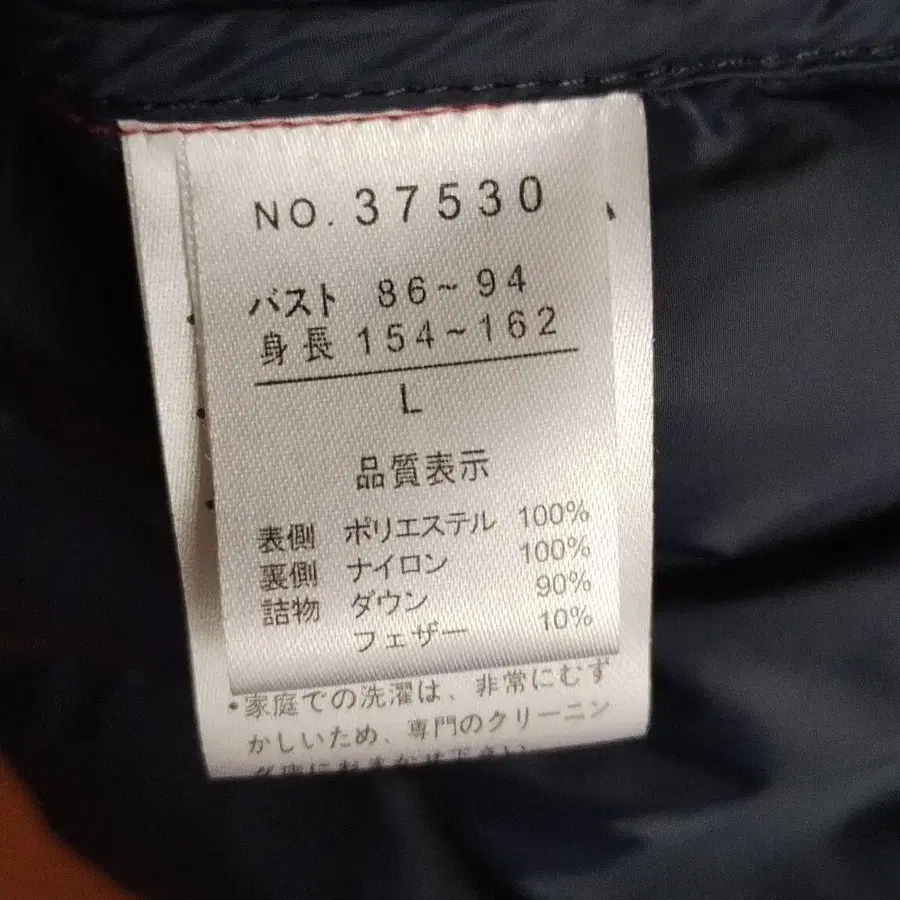 NO. 37530
バスト 86~94
身長 154~162
L
品質表示
表側 ポリエステル 100%
裏側 ナイロン 100%
詰物 ダウン 90%
フェザー 10%
・家庭での洗濯は、非常にむず
かしいため、専門のクリーニン